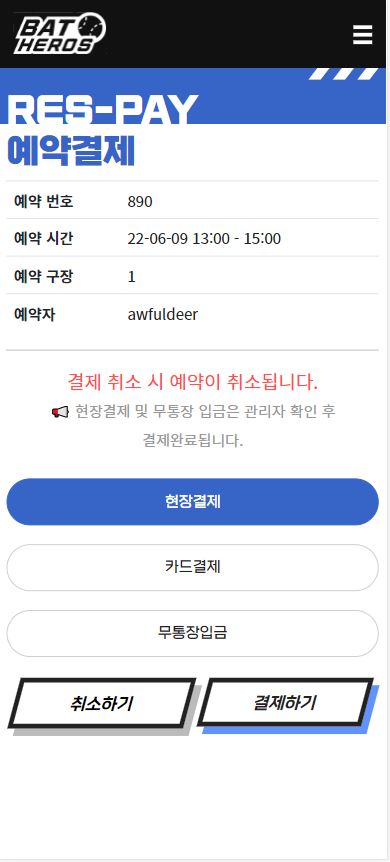 BAT
HEROS
RES-PAY
예약결제
예약 번호 890
예약 시간 22-06-09 13:00 - 15:00
예약 구장 1
예약자 awfuldeer
결제 취소 시 예약이 취소됩니다.
📢 현장결제 및 무통장 입금은 관리자 확인 후
결제완료됩니다.
현장결제
카드결제
무통장입금
취소하기 결제하기